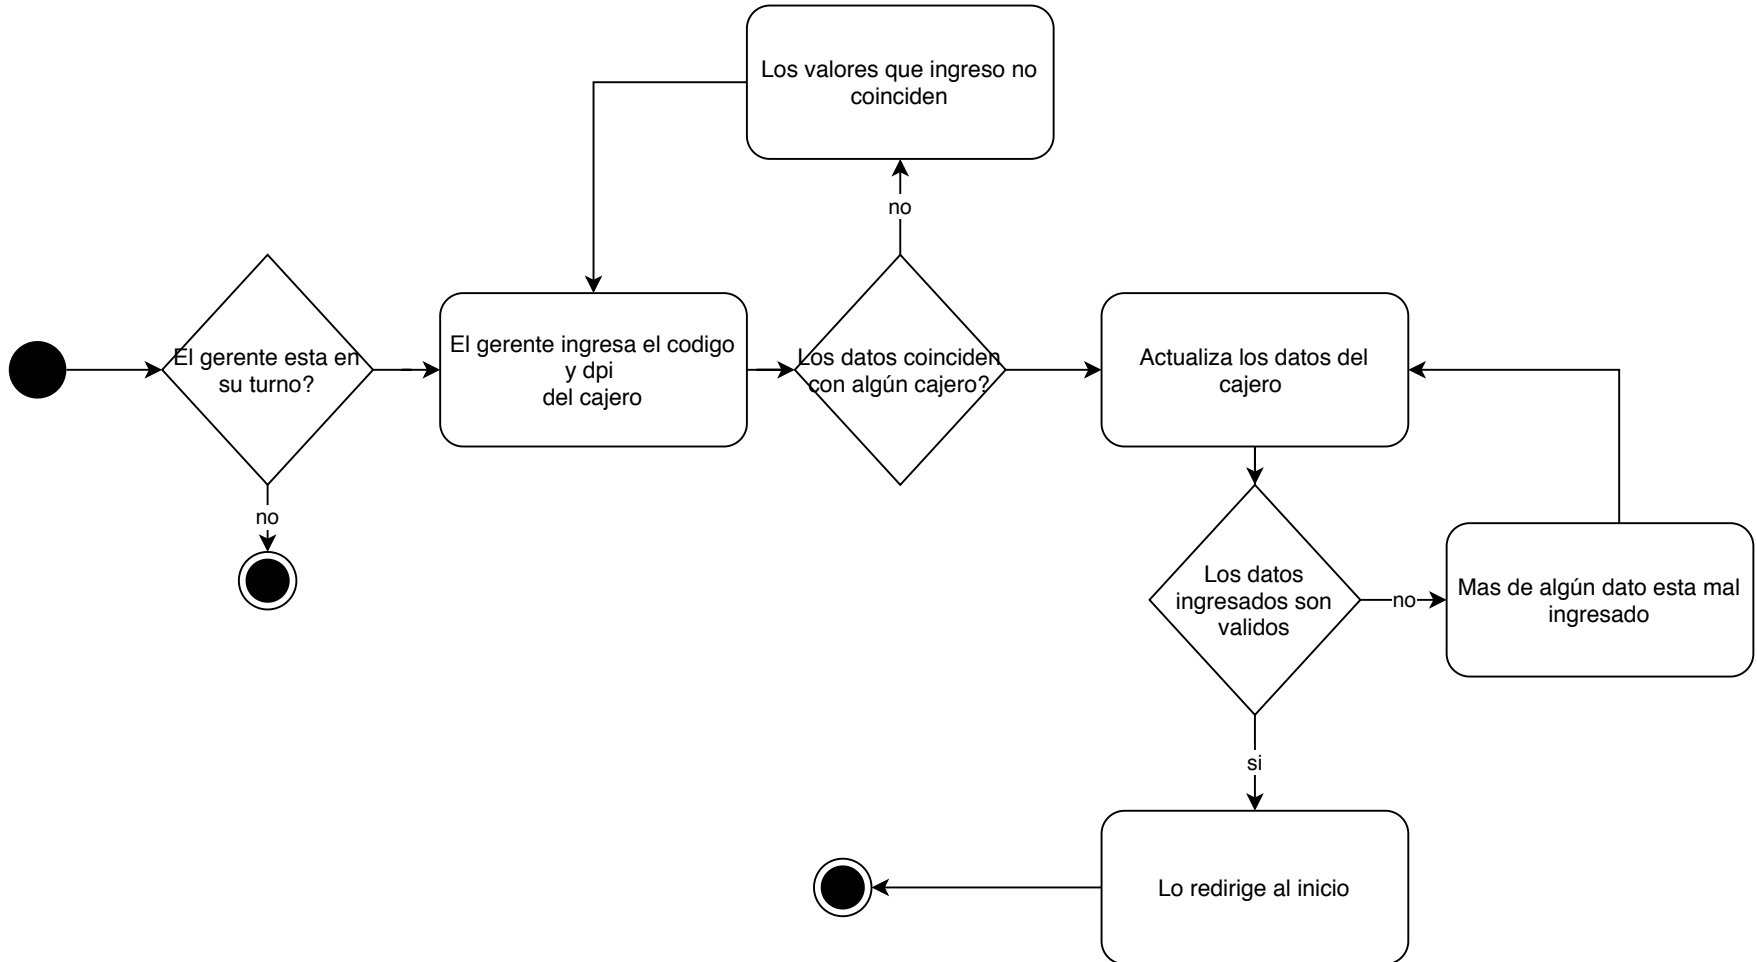 Los valores que ingreso no
coinciden
no
El gerente esta en
su turno?
El gerente ingresa el codigo
y dpi
del cajero
Los datos coinciden
con algún cajero?
Actualiza los datos del
cajero
no
Los datos
ingresados son
validos
no
Mas de algún dato esta mal
ingresado
si
Lo redirige al inicio